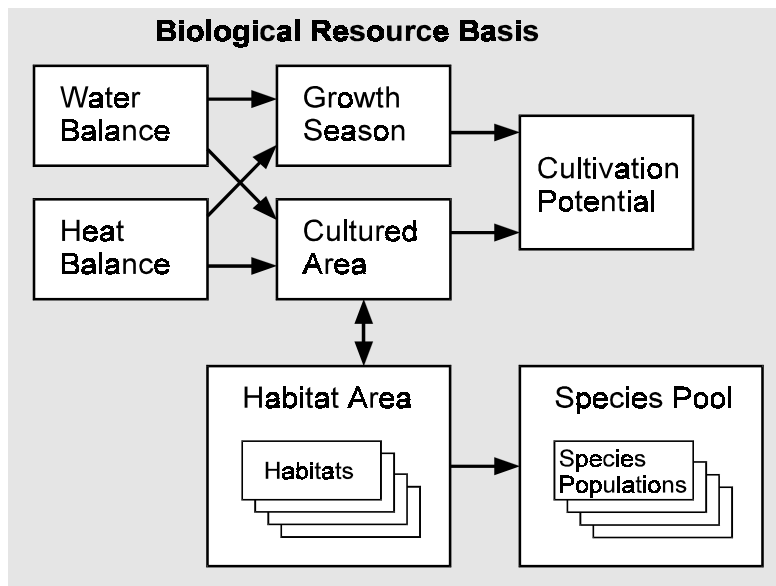 Biological Resource Basis
Water
Balance
Growth
Season
Cultivation
Potential
Heat
Balance
Cultured
Area
Habitat Area
Habitats
Species Pool
Species
Populations